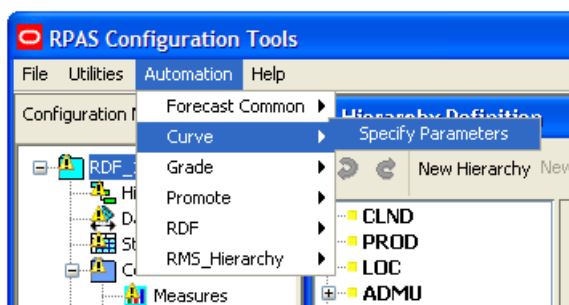 RPAS Configuration Tools
File Utilities Automation Help
Configuration
Forecast Common
Hierarchy Definition
Curve
Specify Parameters
RDF_
Grade
New Hierarchy
Promote
CLND
RDF
PROD
RMS_Hierarchy
LOC
Measures
ADMU